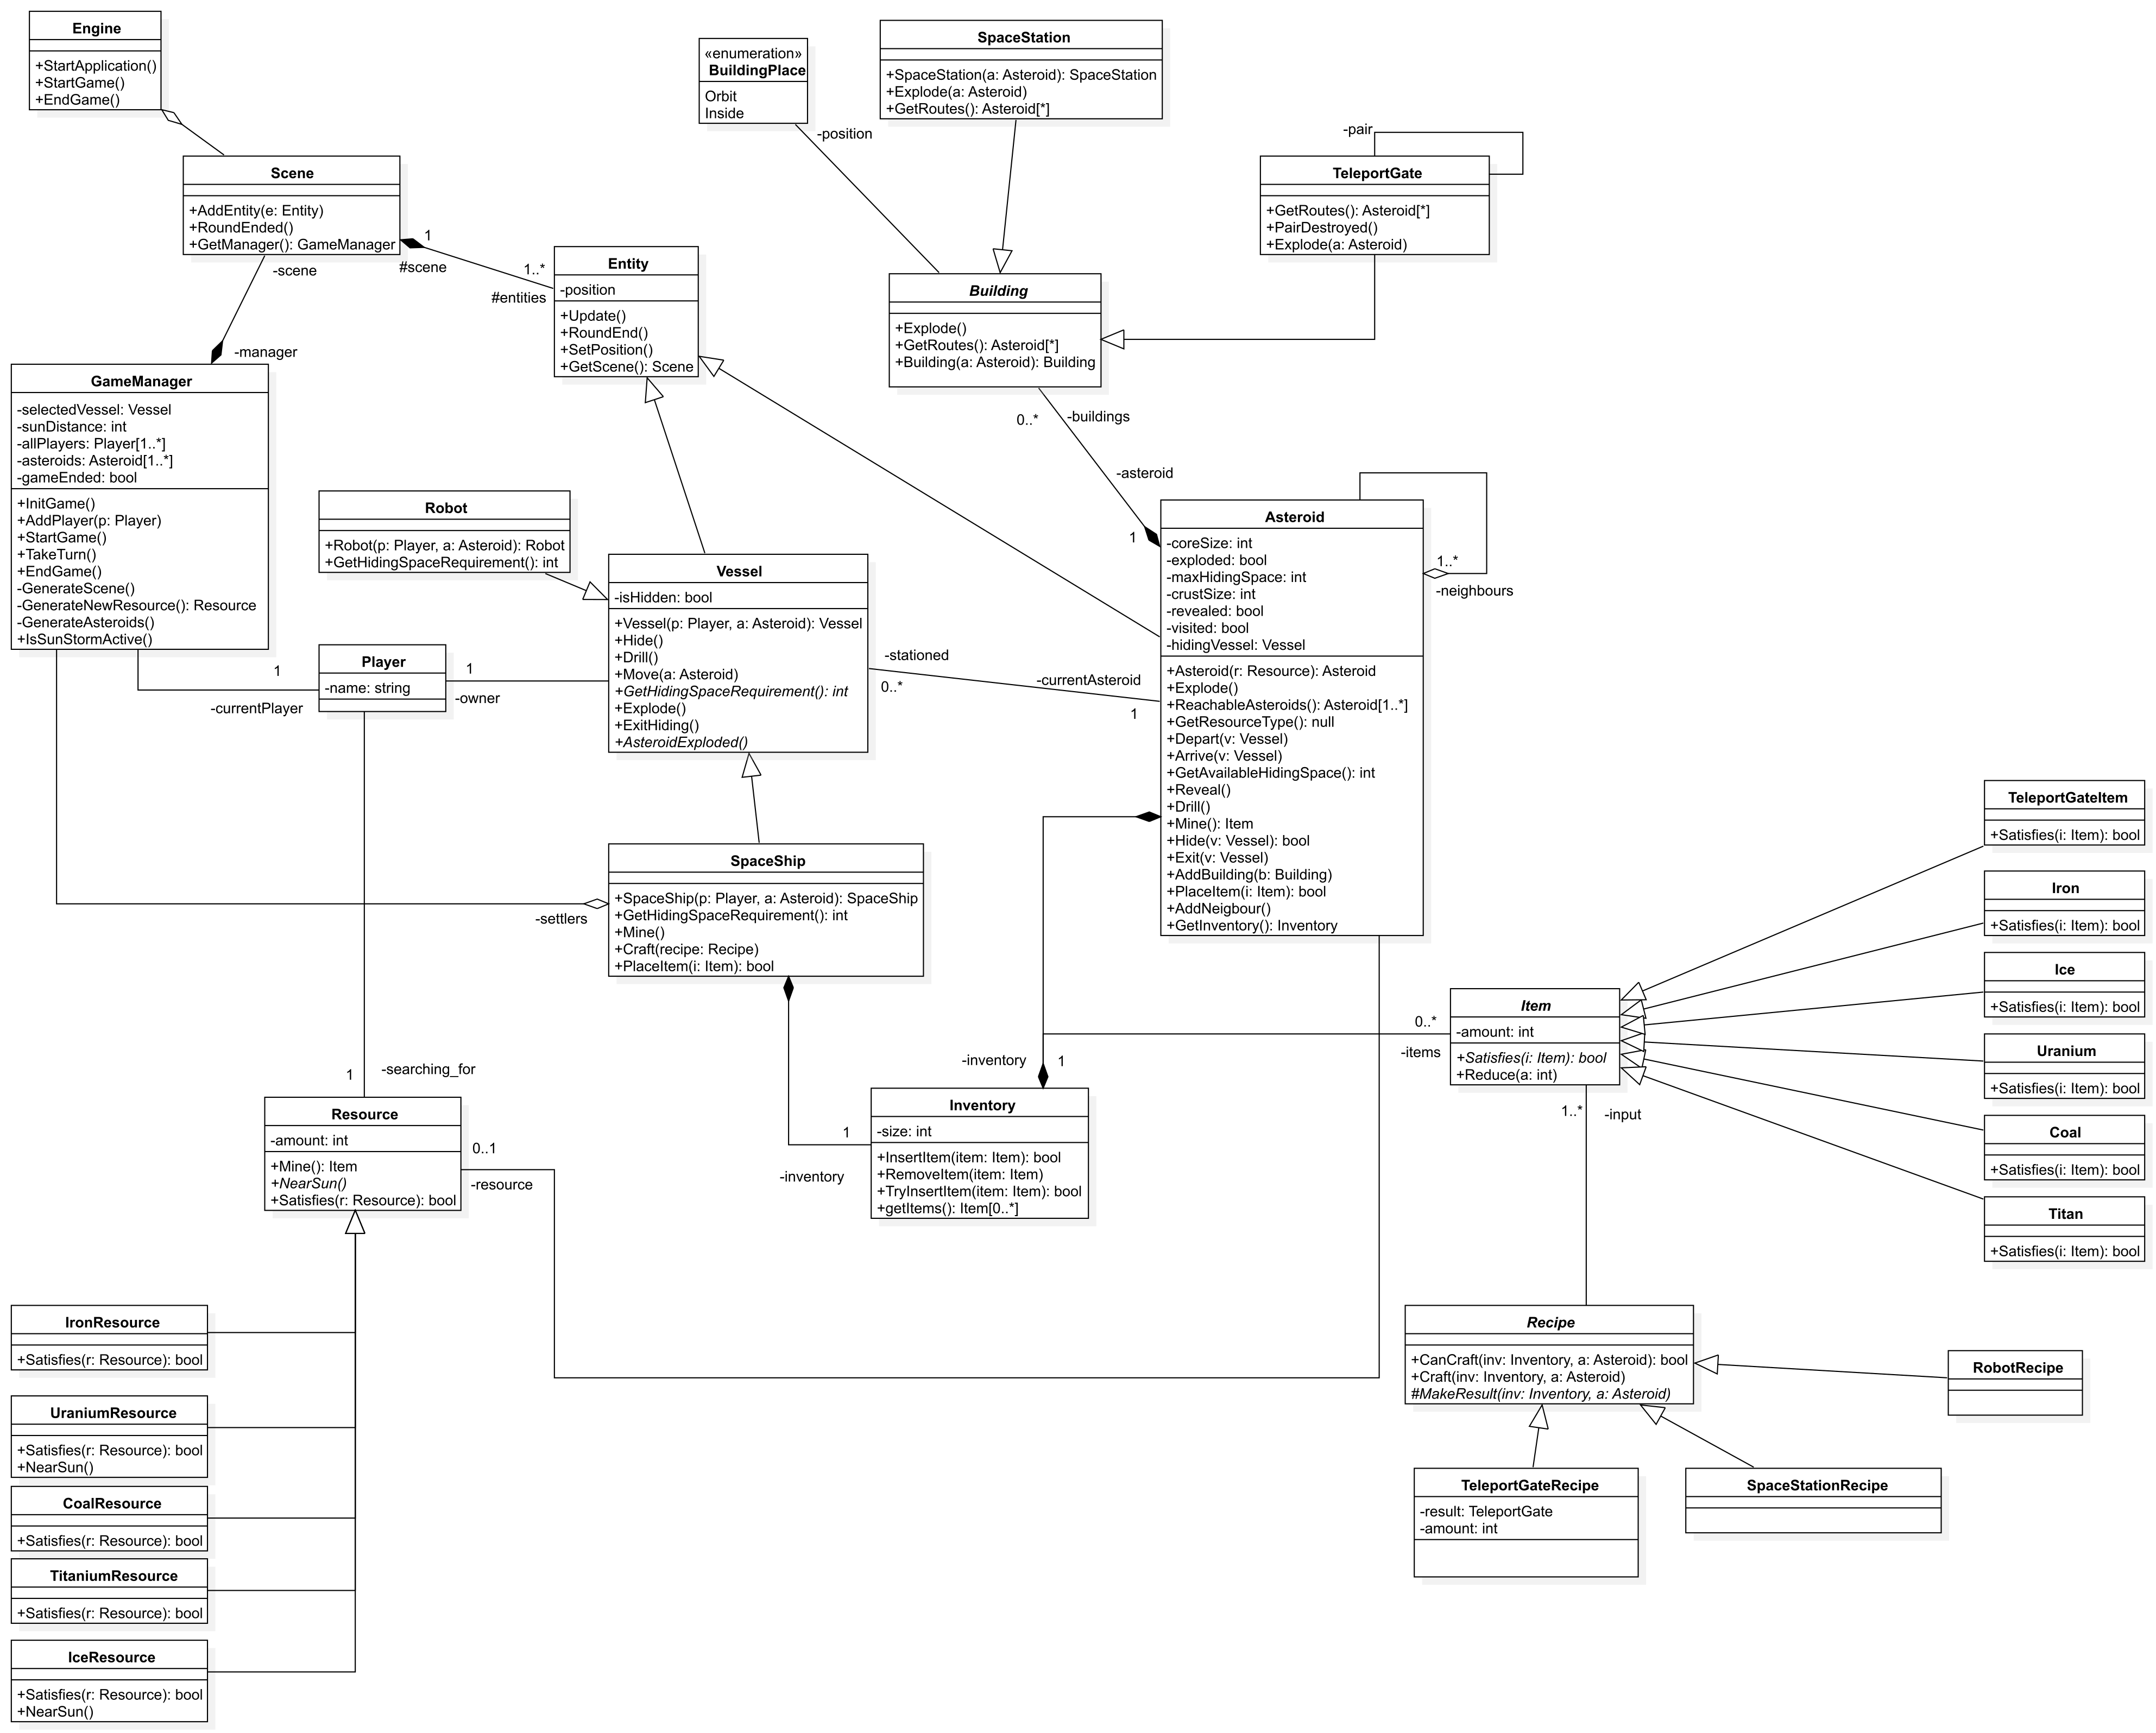 Engine
+StartApplication()
+StartGame()
+EndGame()
«enumeration»
BuildingPlace
Orbit
Inside
SpaceStation
+SpaceStation(a: Asteroid): SpaceStation
+Explode(a: Asteroid)
+GetRoutes(): Asteroid[*]
-position
-pair
TeleportGate
+GetRoutes(): Asteroid[*]
+PairDestroyed()
+Explode(a: Asteroid)
Scene
+AddEntity(e: Entity)
+RoundEnded()
+GetManager(): GameManager
1
#scene
-scene
1..*
#entities
Entity
-position
+Update()
+RoundEnd()
+SetPosition()
+GetScene(): Scene
Building
+Explode()
+GetRoutes(): Asteroid[*]
+Building(a: Asteroid): Building
-manager
GameManager
-selectedVessel: Vessel
-sunDistance: int
-allPlayers: Player[1..*]
-asteroids: Asteroid[1..*]
-gameEnded: bool
+InitGame()
+AddPlayer(p: Player)
+StartGame()
+TakeTurn()
+EndGame()
-GenerateScene()
-GenerateNewResource(): Resource
-GenerateAsteroids()
+IsSunStormActive()
0..*
-buildings
-asteroid
1
Robot
+Robot(p: Player, a: Asteroid): Robot
+GetHidingSpaceRequirement(): int
Vessel
-isHidden: bool
+Vessel(p: Player, a: Asteroid): Vessel
+Hide()
+Drill()
+Move(a: Asteroid)
+GetHidingSpaceRequirement(): int
+Explode()
+ExitHiding()
+AsteroidExploded()
Asteroid
-coreSize: int
-exploded: bool
-maxHidingSpace: int
-crustSize: int
-revealed: bool
-visited: bool
-hidingVessel: Vessel
+Asteroid(r: Resource): Asteroid
+Explode()
+ReachableAsteroids(): Asteroid[1..*]
+GetResourceType(): null
+Depart(v: Vessel)
+Arrive(v: Vessel)
+GetAvailableHidingSpace(): int
+Reveal()
+Drill()
+Mine(): Item
+Hide(v: Vessel): bool
+Exit(v: Vessel)
+AddBuilding(b: Building)
+PlaceItem(i: Item): bool
+AddNeigbour()
+GetInventory(): Inventory
1..*
-neighbours
Player
-name: string
1
-currentPlayer
1
-owner
-stationed
0..*
-currentAsteroid
1
SpaceShip
+SpaceShip(p: Player, a: Asteroid): SpaceShip
+GetHidingSpaceRequirement(): int
+Mine()
+Craft(recipe: Recipe)
+PlaceItem(i: Item): bool
-settlers
TeleportGateItem
+Satisfies(i: Item): bool
Iron
+Satisfies(i: Item): bool
Ice
+Satisfies(i: Item): bool
Uranium
+Satisfies(i: Item): bool
Coal
+Satisfies(i: Item): bool
Titan
+Satisfies(i: Item): bool
Item
-amount: int
+Satisfies(i: Item): bool
+Reduce(a: int)
0..*
-items
1..*
-input
-inventory
1
Inventory
-size: int
+InsertItem(item: Item): bool
+RemoveItem(item: Item)
+TryInsertItem(item: Item): bool
+getItems(): Item[0..*]
1
-inventory
1
-searching_for
Resource
-amount: int
+Mine(): Item
+NearSun()
+Satisfies(r: Resource): bool
0..1
-resource
IronResource
+Satisfies(r: Resource): bool
UraniumResource
+Satisfies(r: Resource): bool
+NearSun()
CoalResource
+Satisfies(r: Resource): bool
TitaniumResource
+Satisfies(r: Resource): bool
IceResource
+Satisfies(r: Resource): bool
+NearSun()
Recipe
+CanCraft(inv: Inventory, a: Asteroid): bool
+Craft(inv: Inventory, a: Asteroid)
#MakeResult(inv: Inventory, a: Asteroid)
RobotRecipe
TeleportGateRecipe
-result: TeleportGate
-amount: int
SpaceStationRecipe